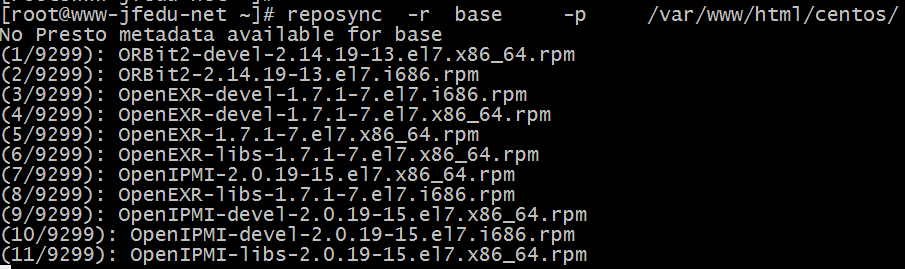 [root@www-jfedu-net ~]# reposync -r base -p /var/www/html/centos/
No Presto metadata available for base
(1/9299): ORBit2-devel-2.14.19-13.el7.x86_64.rpm
(2/9299): ORBit2-2.14.19-13.el7.i686.rpm
(3/9299): OpenEXR-devel-1.7.1-7.el7.i686.rpm
(4/9299): OpenEXR-devel-1.7.1-7.el7.x86_64.rpm
(5/9299): OpenEXR-1.7.1-7.el7.x86_64.rpm
(6/9299): OpenEXR-libs-1.7.1-7.el7.x86_64.rpm
(7/9299): OpenIPMI-2.0.19-15.el7.x86_64.rpm
(8/9299): OpenEXR-libs-1.7.1-7.el7.i686.rpm
(9/9299): OpenIPMI-devel-2.0.19-15.el7.x86_64.rpm
(10/9299): OpenIPMI-devel-2.0.19-15.el7.i686.rpm
(11/9299): OpenIPMI-libs-2.0.19-15.el7.x86_64.rpm